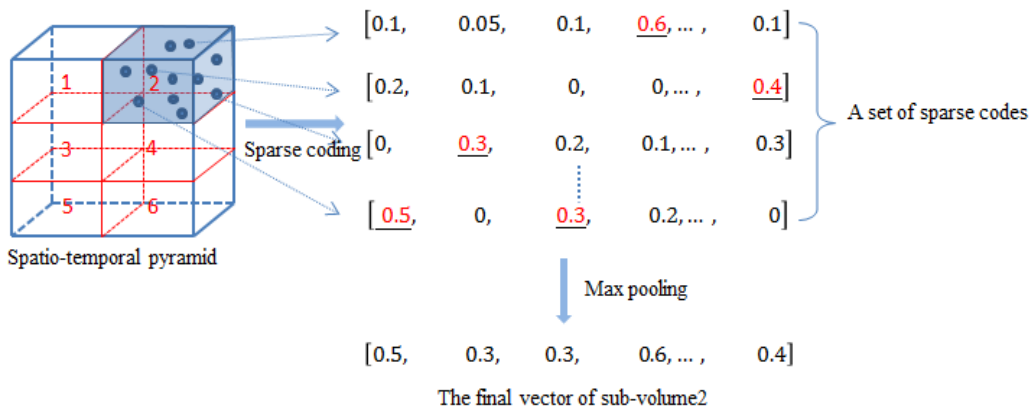 [0.1, 0.05, 0.1, 0.6, ... , 0.1]
1 2
[0.2, 0.1, 0, 0, ... , 0.4]
A set of sparse codes
3 4
Sparse coding
[0, 0.3, 0.2, 0.1, ... , 0.3]
5 6
[0.5, 0, 0.3, 0.2, ... , 0]
Spatio-temporal pyramid
Max pooling
[0.5, 0.3, 0.3, 0.6, ... , 0.4]
The final vector of sub-volume2